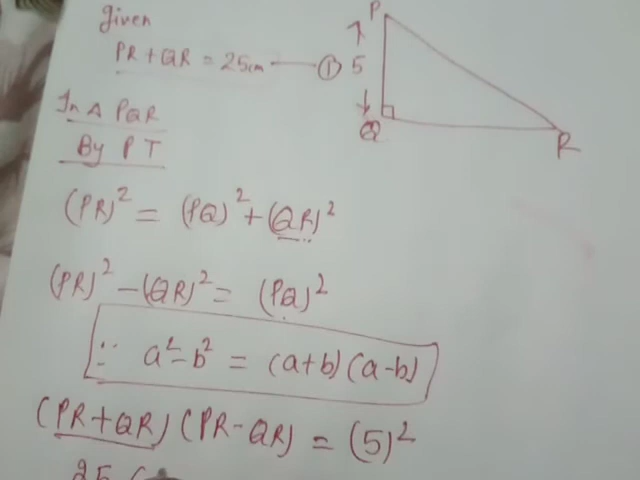 given
PR + QR = 25cm — ①
P
5
Q
R
In △ PQR
By P T
(PR)² = (PQ)² + (QR)²
(PR)² − (QR)² = (PQ)²
∵ a² − b² = (a+b) (a−b)
(PR + QR) (PR − QR) = (5)²
25 (